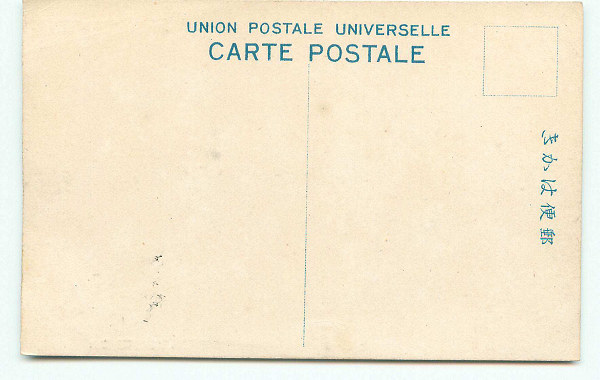 UNION POSTALE UNIVERSELLE
CARTE POSTALE
郵便はかき